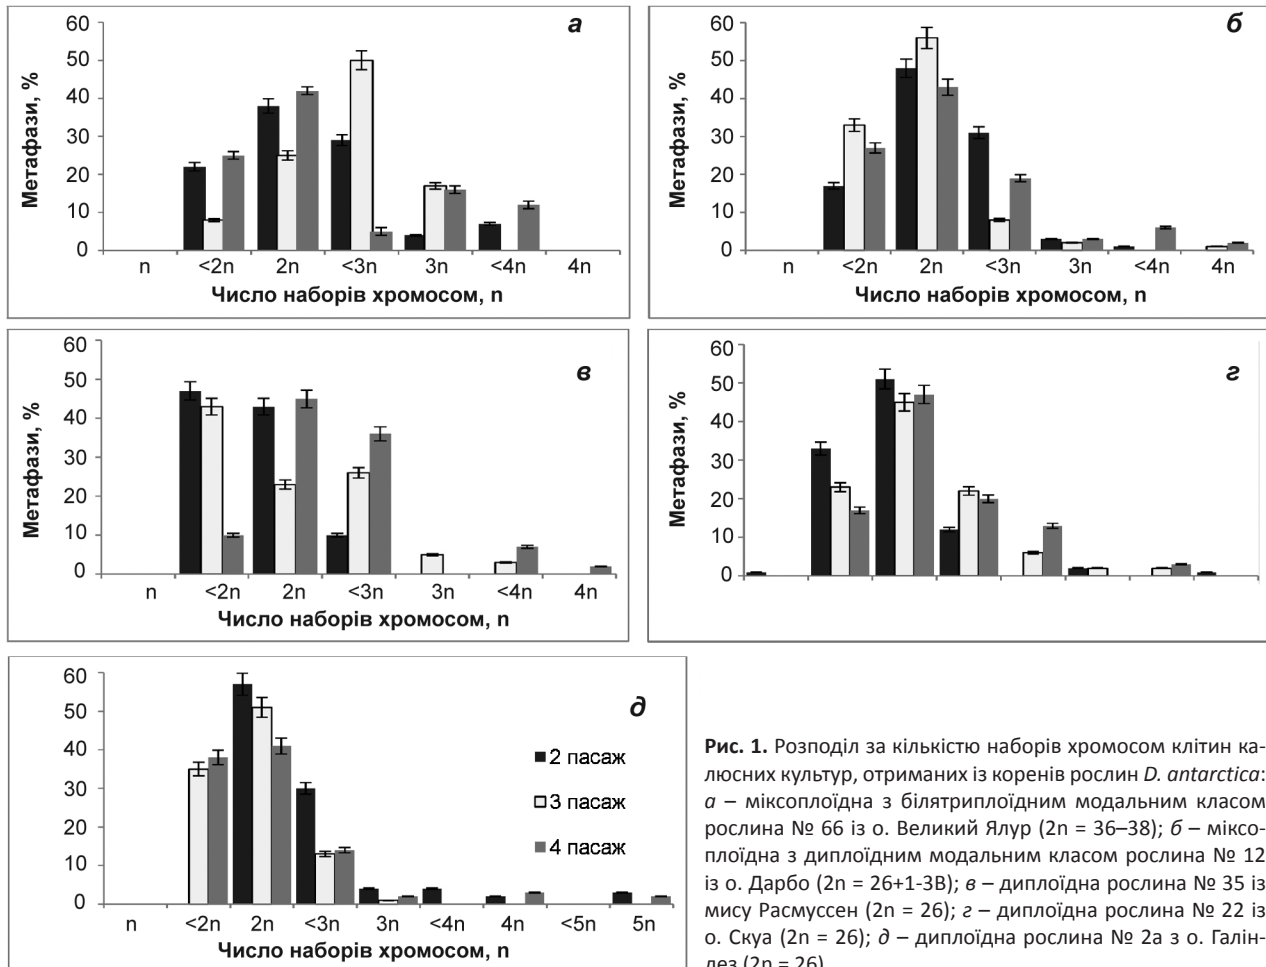 а
Метафази, %
60
50
40
30
20
10
0
n <2n 2n <3n 3n <4n 4n
Число наборів хромосом, n
б
Метафази, %
60
50
40
30
20
10
0
n <2n 2n <3n 3n <4n 4n
Число наборів хромосом, n
в
Метафази, %
60
50
40
30
20
10
0
n <2n 2n <3n 3n <4n 4n
Число наборів хромосом, n
г
Метафази, %
60
50
40
30
20
10
0
д
Метафази, %
60
50
40
30
20
10
0
n <2n 2n <3n 3n <4n 4n <5n 5n
Число наборів хромосом, n
2 пасаж
3 пасаж
4 пасаж
Рис. 1. Розподіл за кількістю наборів хромосом клітин ка-
люсних культур, отриманих із коренів рослин D. antarctica:
а – міксоплоїдна з білятриплоїдним модальним класом
рослина № 66 із о. Великий Ялур (2n = 36–38); б – міксо-
плоїдна з диплоїдним модальним класом рослина № 12
із о. Дарбо (2n = 26+1-3В); в – диплоїдна рослина № 35 із
мису Расмуссен (2n = 26); г – диплоїдна рослина № 22 із
о. Скуа (2n = 26); д – диплоїдна рослина № 2а з о. Галін-
дез (2n = 26)